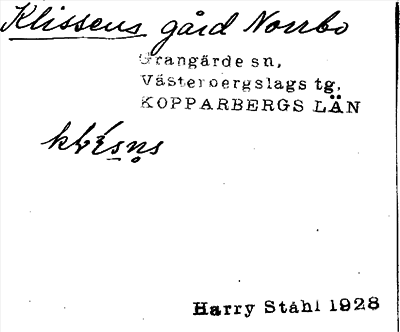 Klissens gård Norrbo
Grangärde sn,
Västerbergslags tg,
KOPPARBERGS LÄN
Harry Ståhl 1928